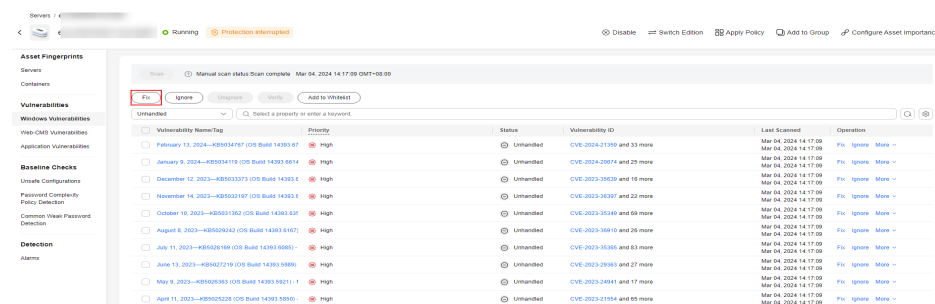 Servers /
Running Protection Interrupted Disable Switch Edition Apply Policy Add to Group Configure Asset Importanc
Asset Fingerprints
Servers
Containers
Vulnerabilities
Windows Vulnerabilities
Web-CMS Vulnerabilities
Application Vulnerabilities
Baseline Checks
Unsafe Configurations
Password Complexity
Policy Detection
Common Weak Password
Detection
Detection
Alarms
Scan Manual scan status:Scan complete Mar 04, 2024 14:17:09 GMT+08:00
Fix Ignore Unignore Verify Add to Whitelist
Unhandled Select a property or enter a keyword.
Vulnerability Name/Tag Priority Status Vulnerability ID Last Scanned Operation
February 13, 2024—KB5034767 (OS Build 14393.67 High Unhandled CVE-2024-21359 and 33 more Mar 04, 2024 14:17:09 Mar 04, 2024 14:17:09 Fix Ignore More
January 9, 2024—KB5034119 (OS Build 14393.6614 High Unhandled CVE-2024-20674 and 25 more Mar 04, 2024 14:17:09 Mar 04, 2024 14:17:09 Fix Ignore More
December 12, 2023—KB5033373 (OS Build 14393.6 High Unhandled CVE-2023-35639 and 16 more Mar 04, 2024 14:17:09 Mar 04, 2024 14:17:09 Fix Ignore More
November 14, 2023—KB5032197 (OS Build 14393.6 High Unhandled CVE-2023-36397 and 22 more Mar 04, 2024 14:17:09 Mar 04, 2024 14:17:09 Fix Ignore More
October 10, 2023—KB5031362 (OS Build 14393.635 High Unhandled CVE-2023-35349 and 69 more Mar 04, 2024 14:17:09 Mar 04, 2024 14:17:09 Fix Ignore More
August 8, 2023—KB5029242 (OS Build 14393.6167) High Unhandled CVE-2023-36910 and 26 more Mar 04, 2024 14:17:09 Mar 04, 2024 14:17:09 Fix Ignore More
July 11, 2023—KB5028169 (OS Build 14393.6085) - High Unhandled CVE-2023-35365 and 83 more Mar 04, 2024 14:17:09 Mar 04, 2024 14:17:09 Fix Ignore More
June 13, 2023—KB5027219 (OS Build 14393.5989) High Unhandled CVE-2023-29363 and 27 more Mar 04, 2024 14:17:09 Mar 04, 2024 14:17:09 Fix Ignore More
May 9, 2023—KB5026363 (OS Build 14393.5921) - High Unhandled CVE-2023-24941 and 17 more Mar 04, 2024 14:17:09 Mar 04, 2024 14:17:09 Fix Ignore More
April 11, 2023—KB5025228 (OS Build 14393.5850) - High Unhandled CVE-2023-21554 and 65 more Mar 04, 2024 14:17:09 Mar 04, 2024 14:17:09 Fix Ignore More